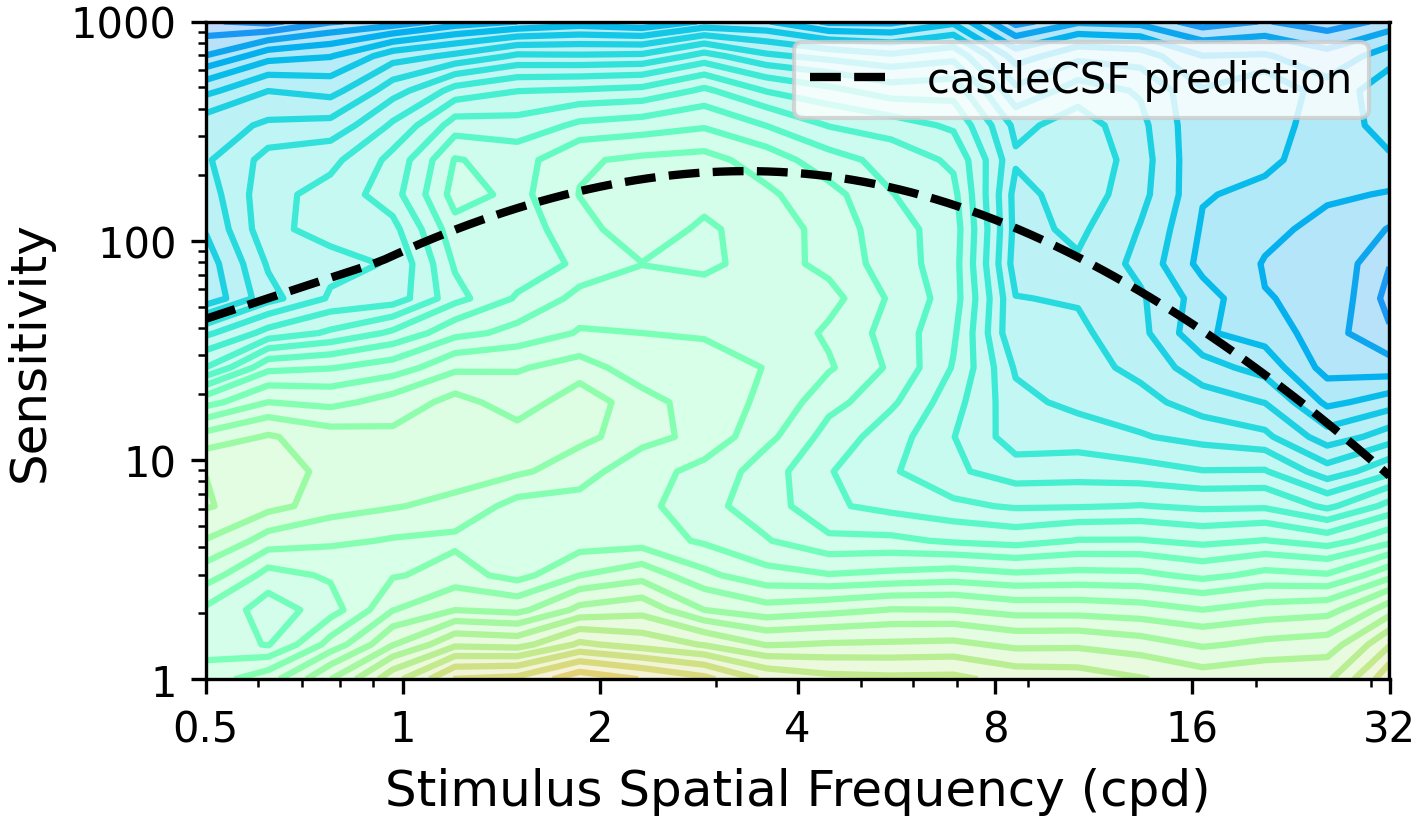 1000
castleCSF prediction
100
Sensitivity
10
1
0.5 1 2 4 8 16 32
Stimulus Spatial Frequency (cpd)